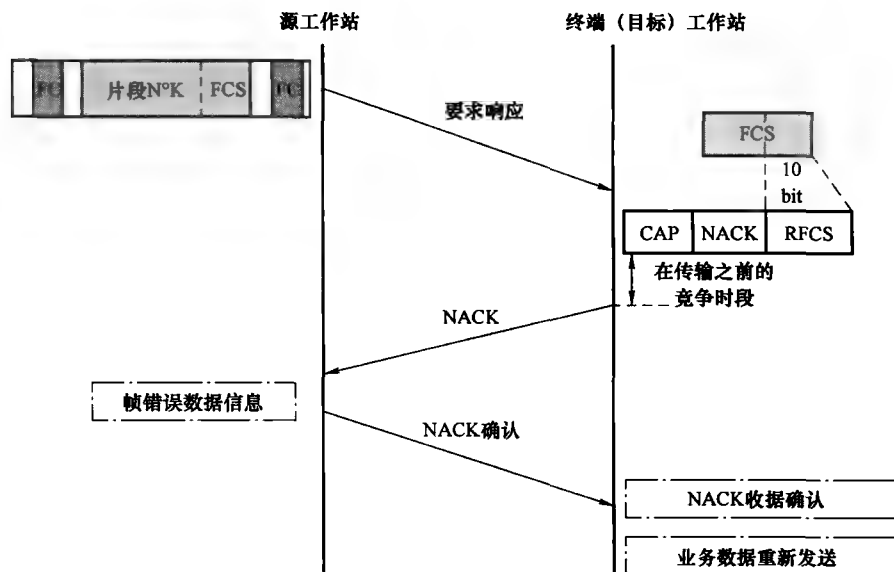 源工作站
终端（目标）工作站
FC
片段N°K
FCS
FC
要求响应
FCS
10
bit
CAP
NACK
RFCS
在传输之前的
竞争时段
NACK
帧错误数据信息
NACK确认
NACK收据确认
业务数据重新发送